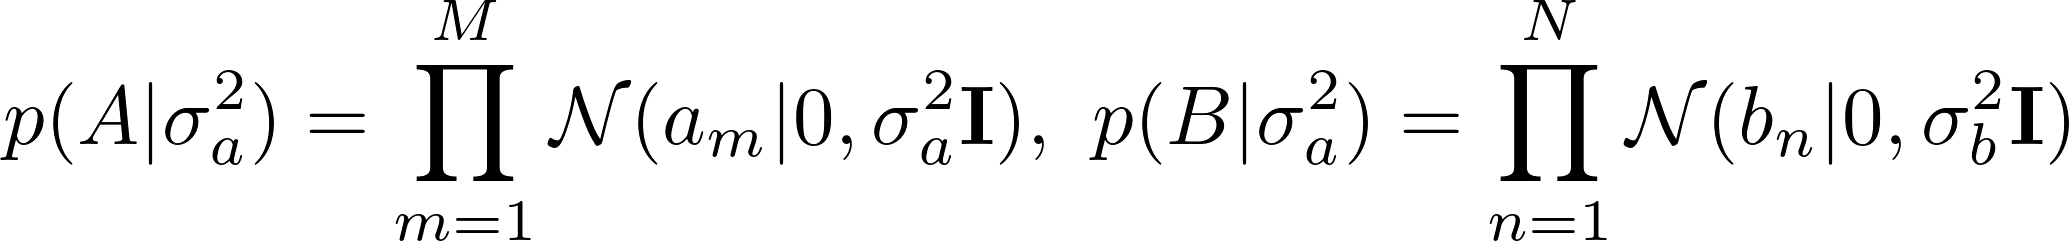 $p(A|\sigma_a^2) = \prod_{m=1}^{M} \mathcal{N}(a_m|0, \sigma_a^2 \mathbf{I}), \ p(B|\sigma_a^2) = \prod_{n=1}^{N} \mathcal{N}(b_n|0, \sigma_b^2 \mathbf{I})$